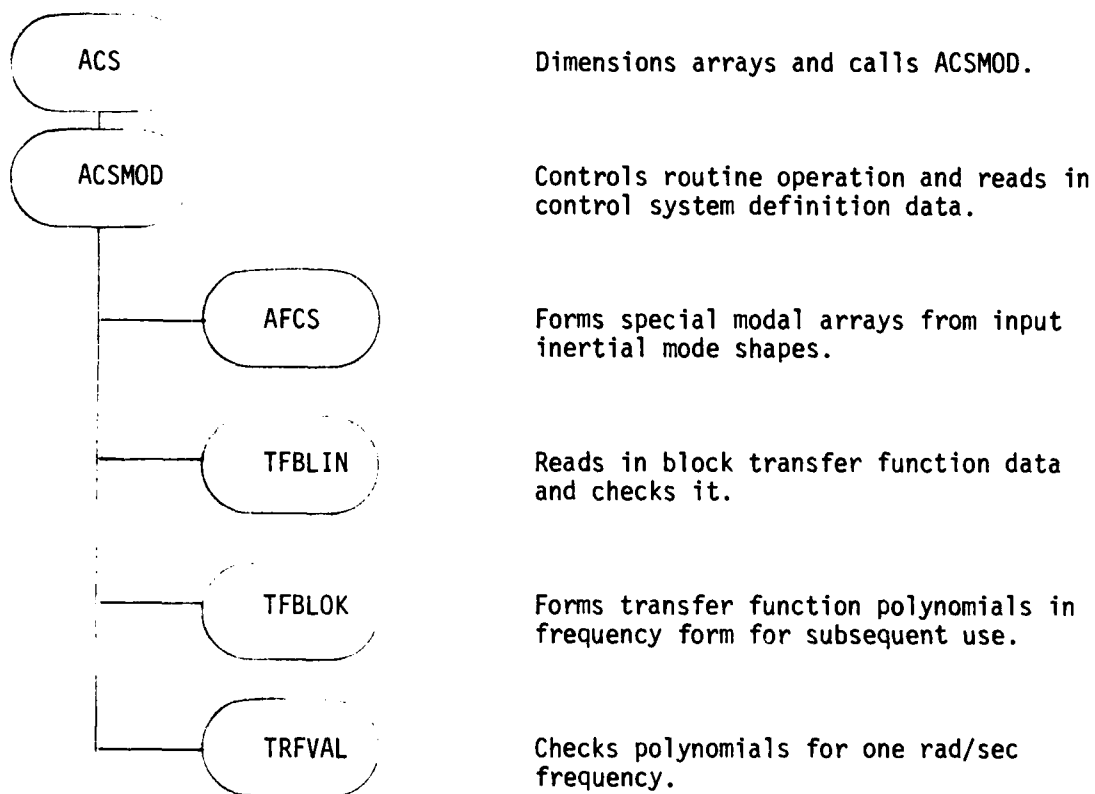 ACS
Dimensions arrays and calls ACSMOD.
ACSMOD
Controls routine operation and reads in
control system definition data.
AFCS
Forms special modal arrays from input
inertial mode shapes.
TFBLIN
Reads in block transfer function data
and checks it.
TFBLOK
Forms transfer function polynomials in
frequency form for subsequent use.
TRFVAL
Checks polynomials for one rad/sec
frequency.